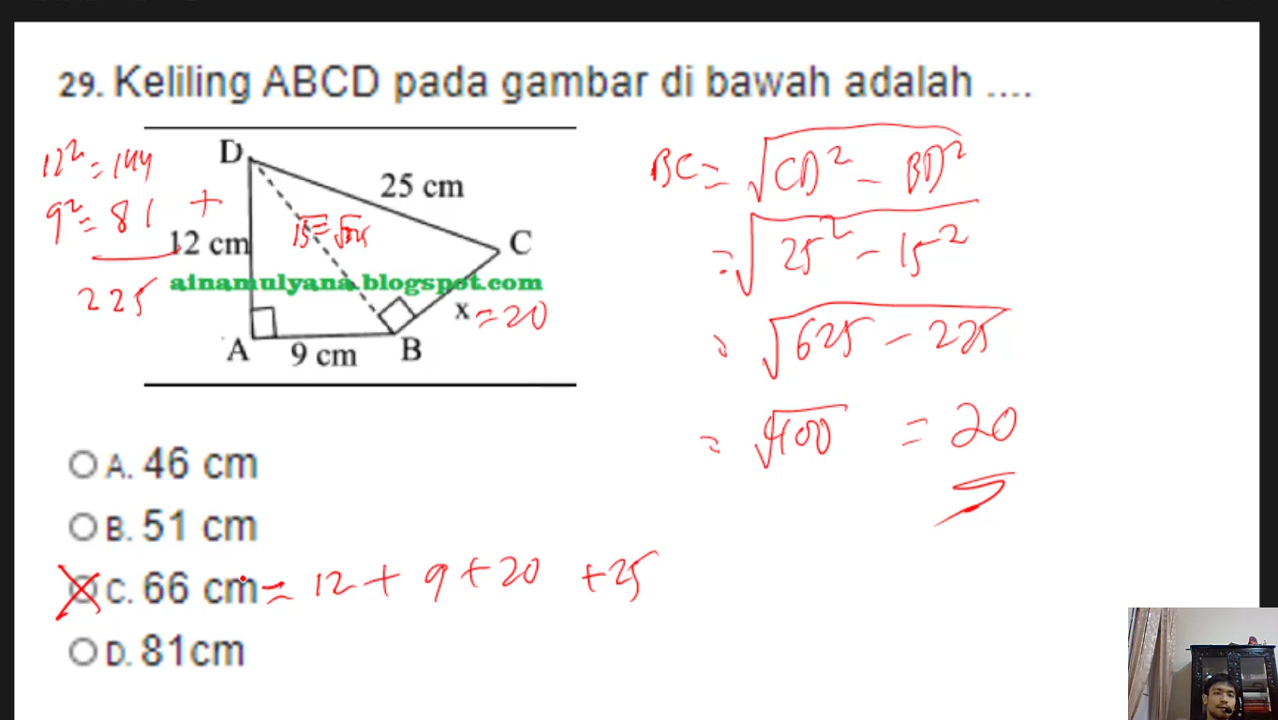 29. Keliling ABCD pada gambar di bawah adalah ....
12² = 144
9² = 81 +
225
D
25 cm
12 cm
15 = √225
C
ainamulyana.blogspot.com
x = 20
A
9 cm
B
BC = √CD² - BD²
= √25² - 15²
= √625 - 225
= √400 = 20
A. 46 cm
B. 51 cm
C. 66 cm = 12 + 9 + 20 + 25
D. 81cm